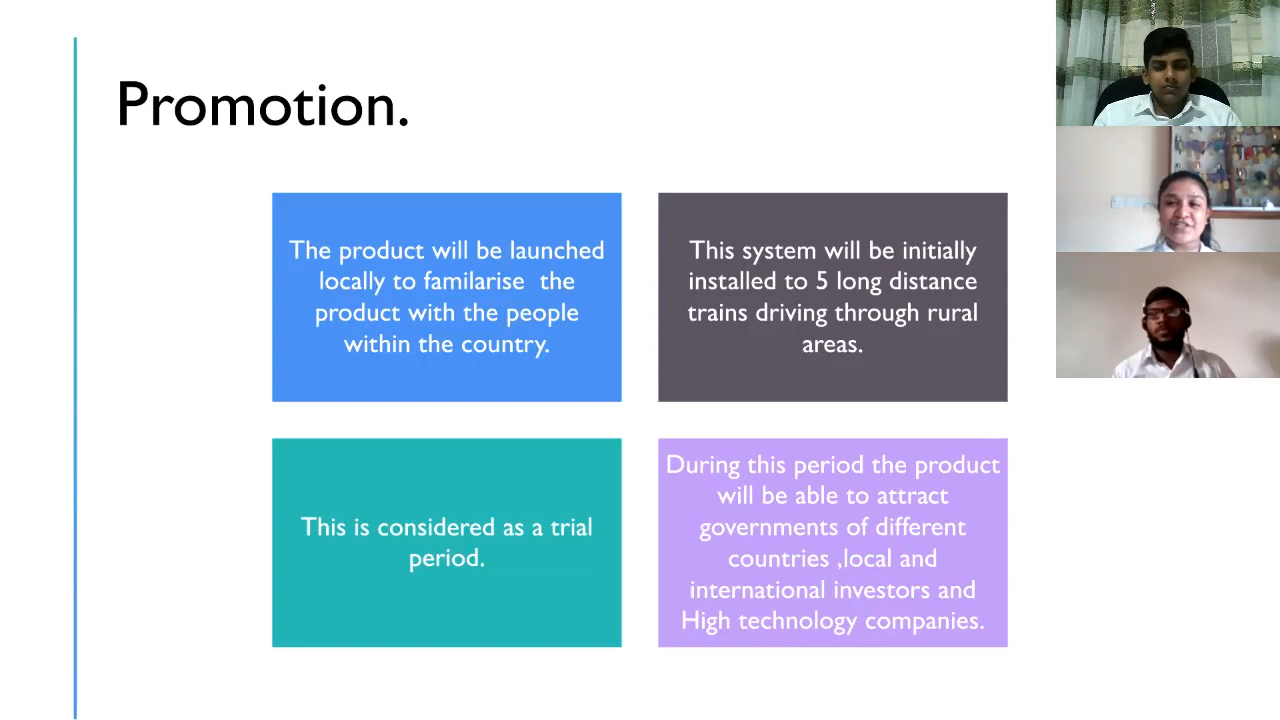 Promotion.
The product will be launched
locally to familarise  the
product with the people
within the country.
This system will be initially
installed to 5 long distance
trains driving through rural
areas.
This is considered as a trial
period.
During this period the product
will be able to attract
governments of different
countries ,local and
international investors and
High technology companies.